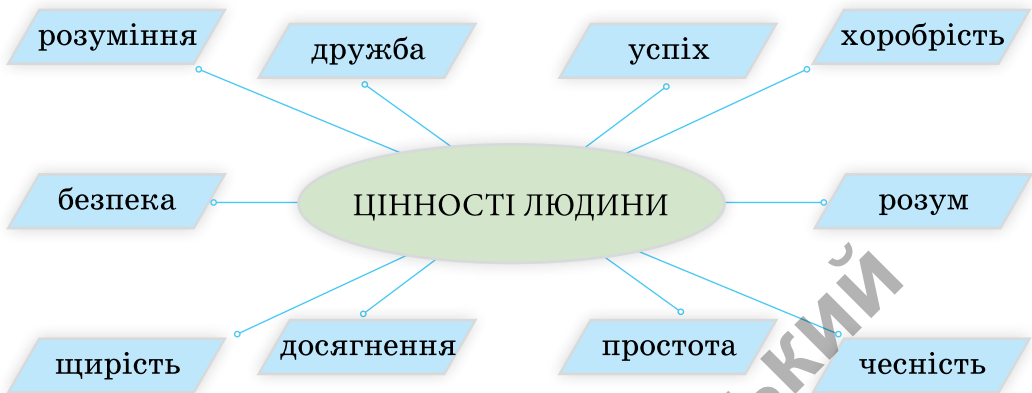 розуміння
дружба
успіх
хоробрість
безпека
ЦІННОСТІ ЛЮДИНИ
розум
щирість
досягнення
простота
чесність